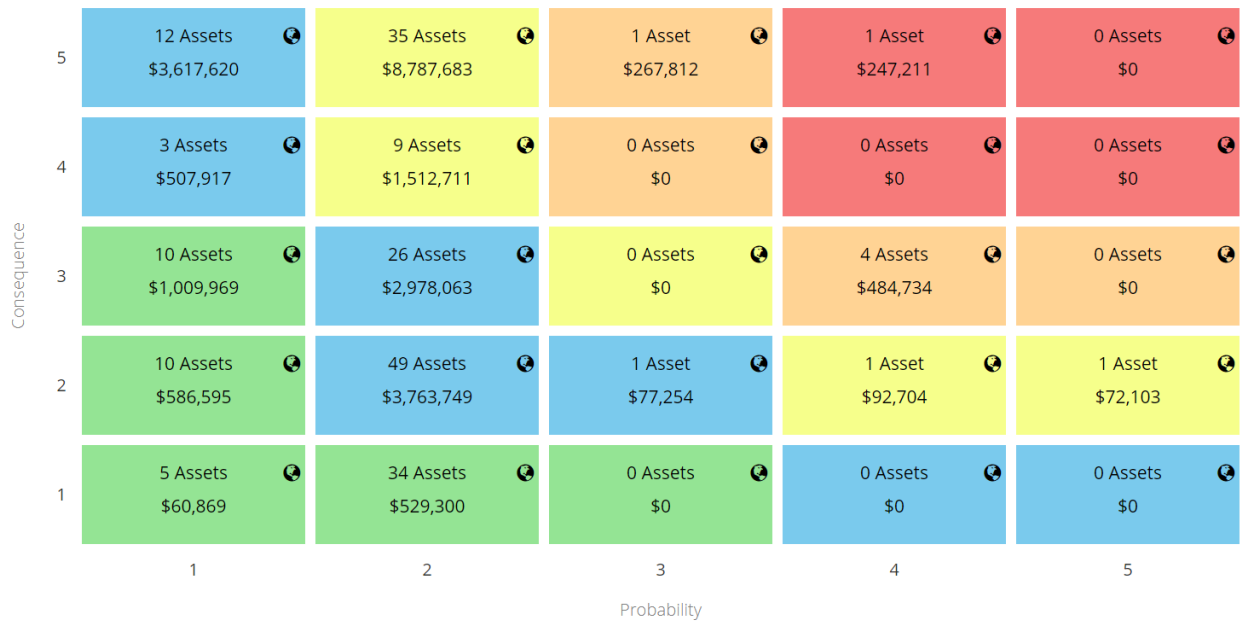 12 Assets
$3,617,620
35 Assets
$8,787,683
1 Asset
$267,812
1 Asset
$247,211
0 Assets
$0
5
3 Assets
$507,917
9 Assets
$1,512,711
0 Assets
$0
0 Assets
$0
0 Assets
$0
4
Consequence
10 Assets
$1,009,969
26 Assets
$2,978,063
0 Assets
$0
4 Assets
$484,734
0 Assets
$0
3
10 Assets
$586,595
49 Assets
$3,763,749
1 Asset
$77,254
1 Asset
$92,704
1 Asset
$72,103
2
5 Assets
$60,869
34 Assets
$529,300
0 Assets
$0
0 Assets
$0
0 Assets
$0
1
1
2
3
4
5
Probability